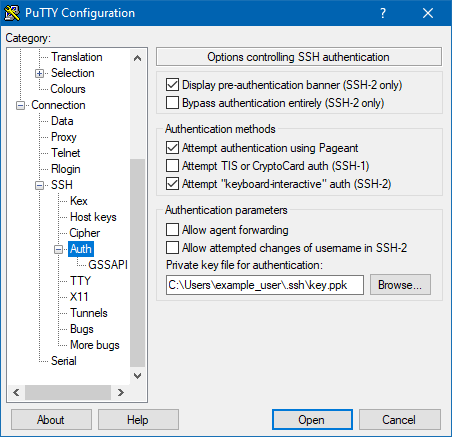 PuTTY Configuration
Category:
Translation
Selection
Colours
Connection
Data
Proxy
Telnet
Rlogin
SSH
Kex
Host keys
Cipher
Auth
GSSAPI
TTY
X11
Tunnels
Bugs
More bugs
Serial
Options controlling SSH authentication
Display pre-authentication banner (SSH-2 only)
Bypass authentication entirely (SSH-2 only)
Authentication methods
Attempt authentication using Pageant
Attempt TIS or CryptoCard auth (SSH-1)
Attempt "keyboard-interactive" auth (SSH-2)
Authentication parameters
Allow agent forwarding
Allow attempted changes of username in SSH-2
Private key file for authentication:
C:\Users\example_user\.ssh\key.ppk
Browse...
About
Help
Open
Cancel